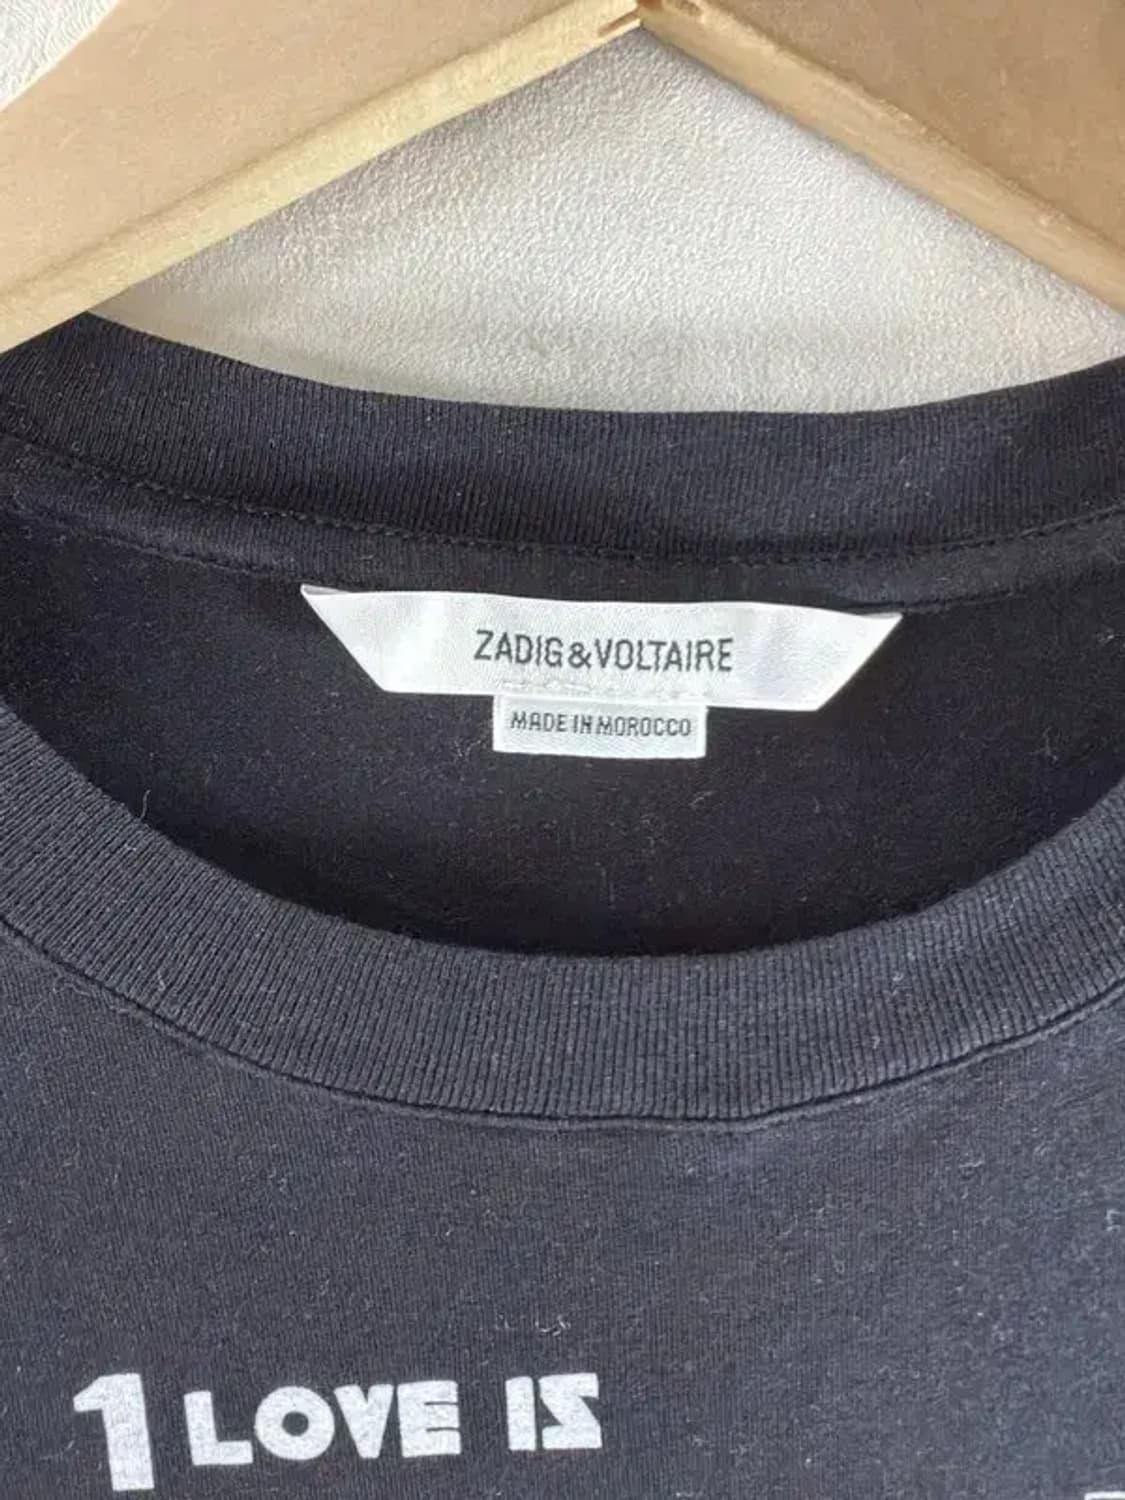 ZADIG&VOLTAIRE
MADE IN MOROCCO
1 LOVE IS